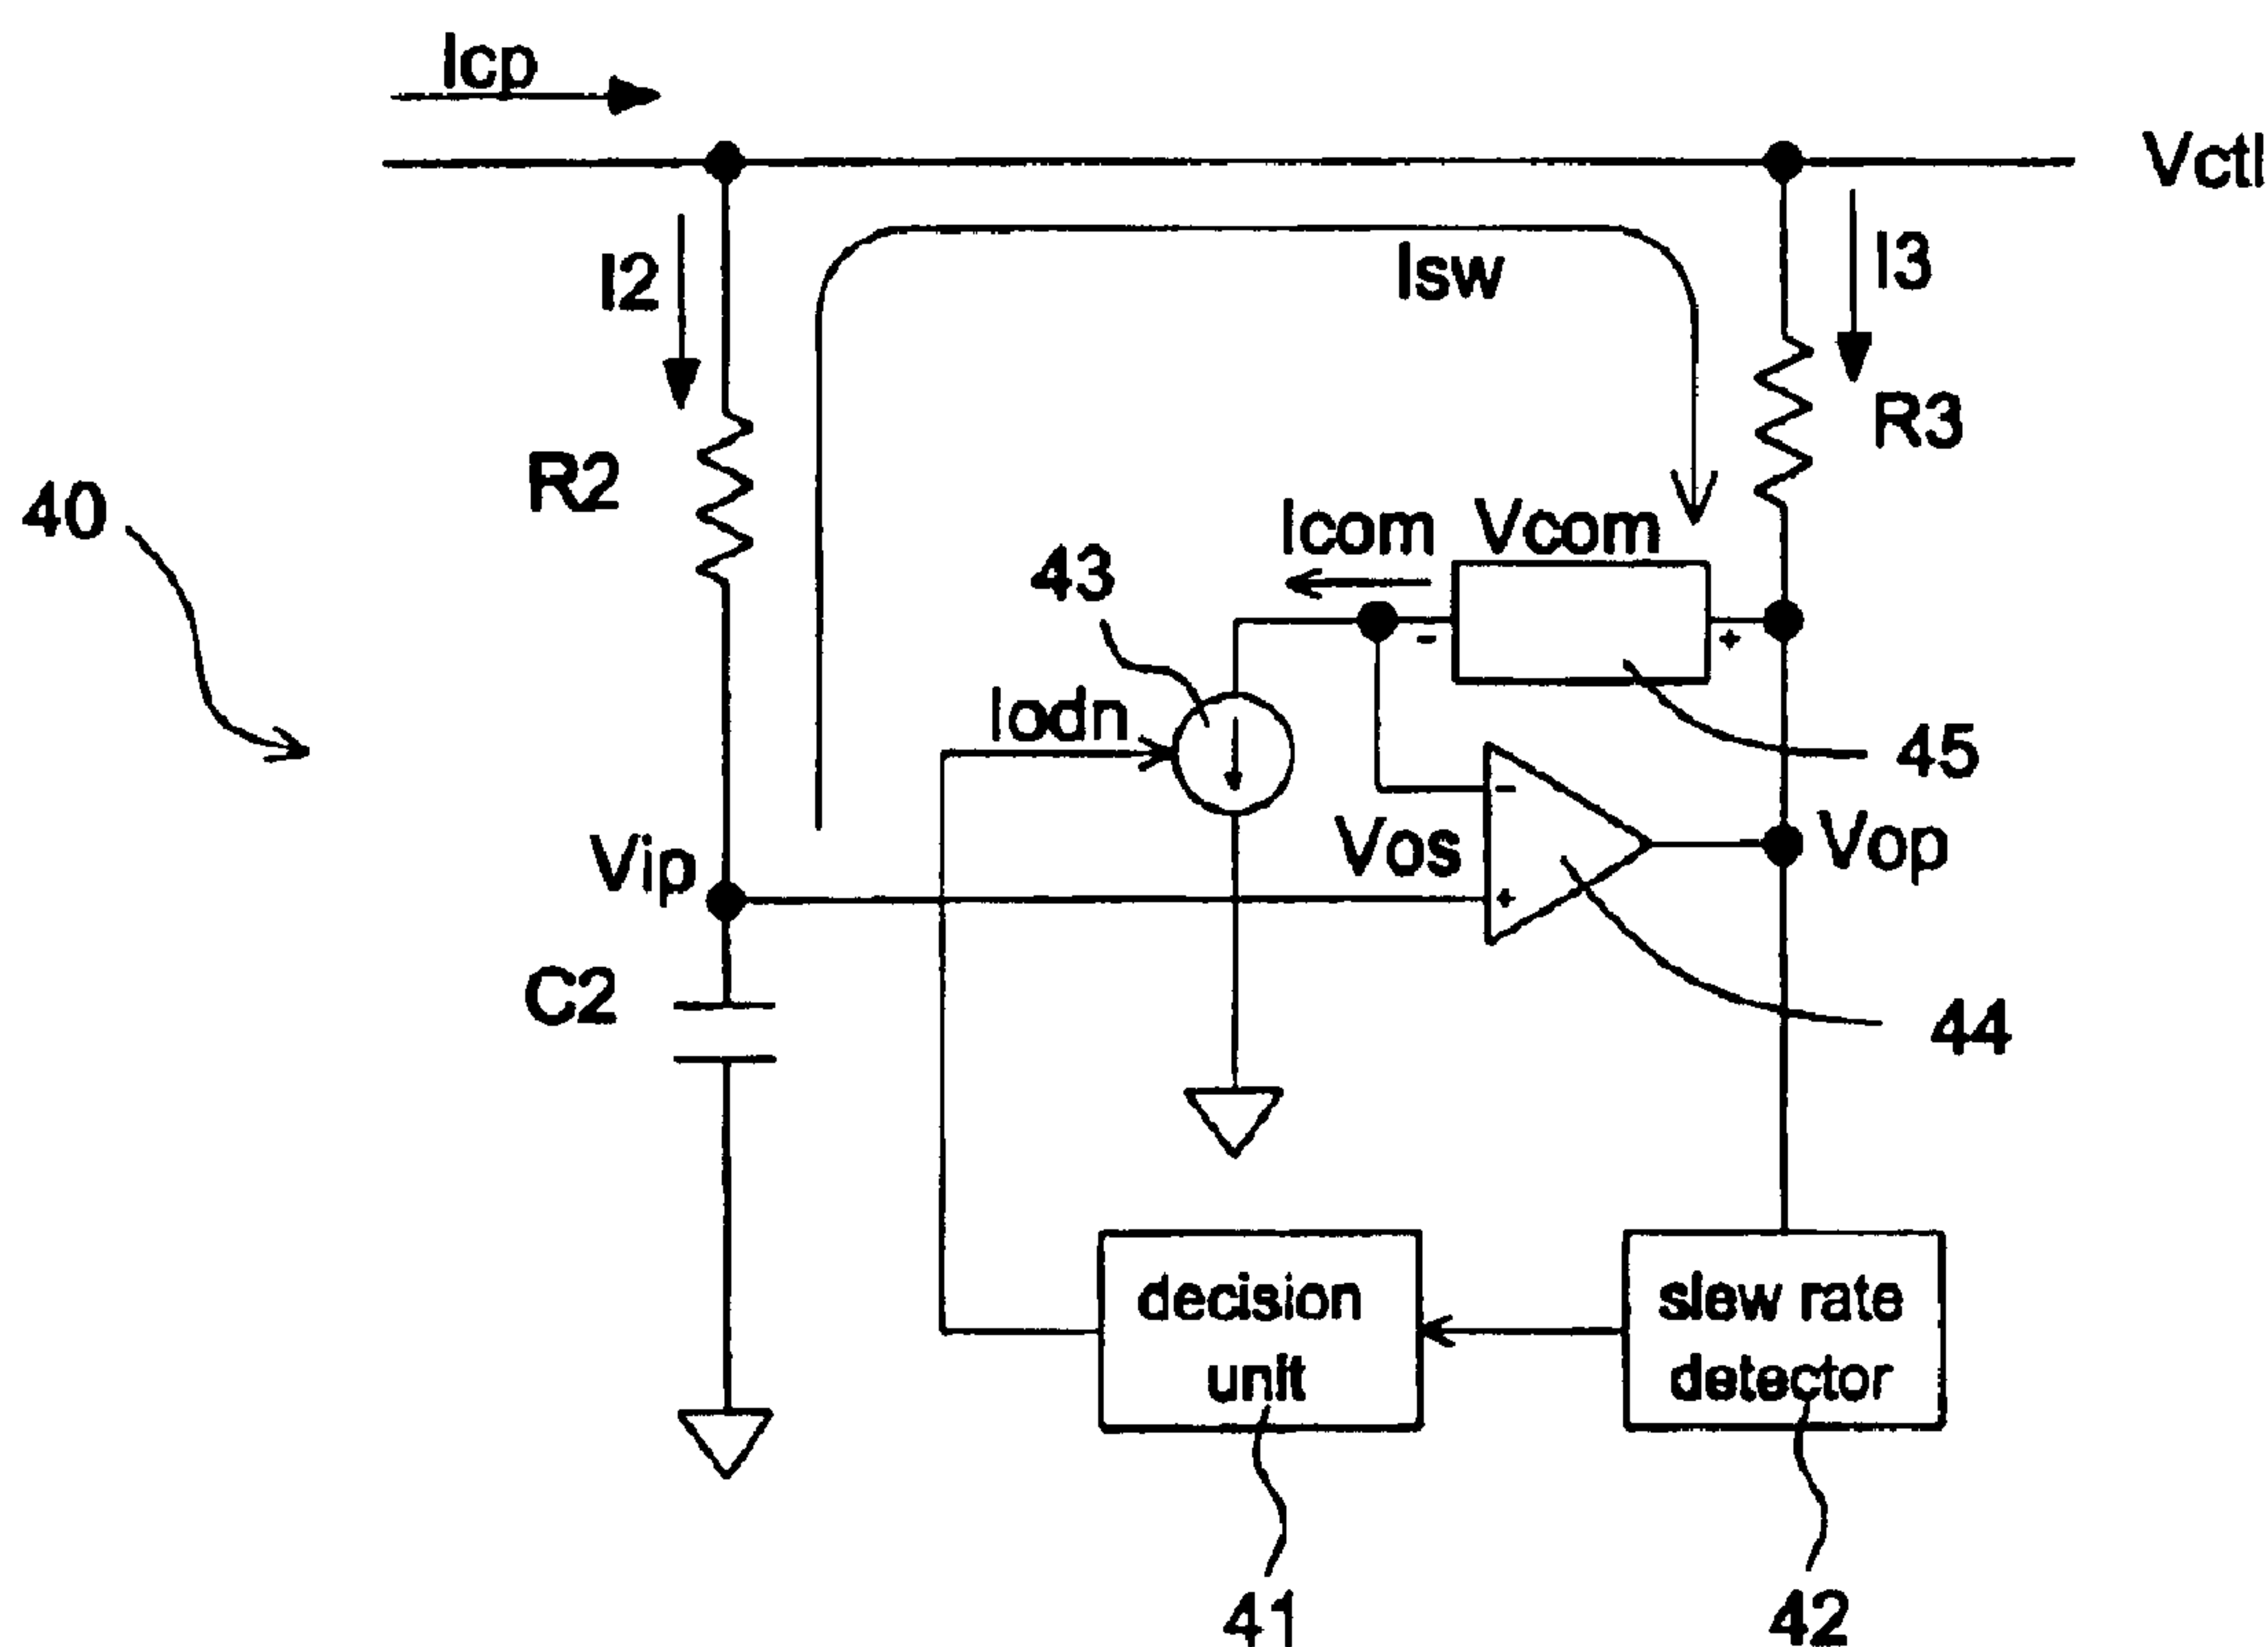 Icp
Vctl
I2
Isw
I3
R2
R3
40
Icom
Vcom
43
-
+
Iodn
45
Vip
Vos
-
+
Vop
C2
44
decision
unit
slew rate
detector
41
42